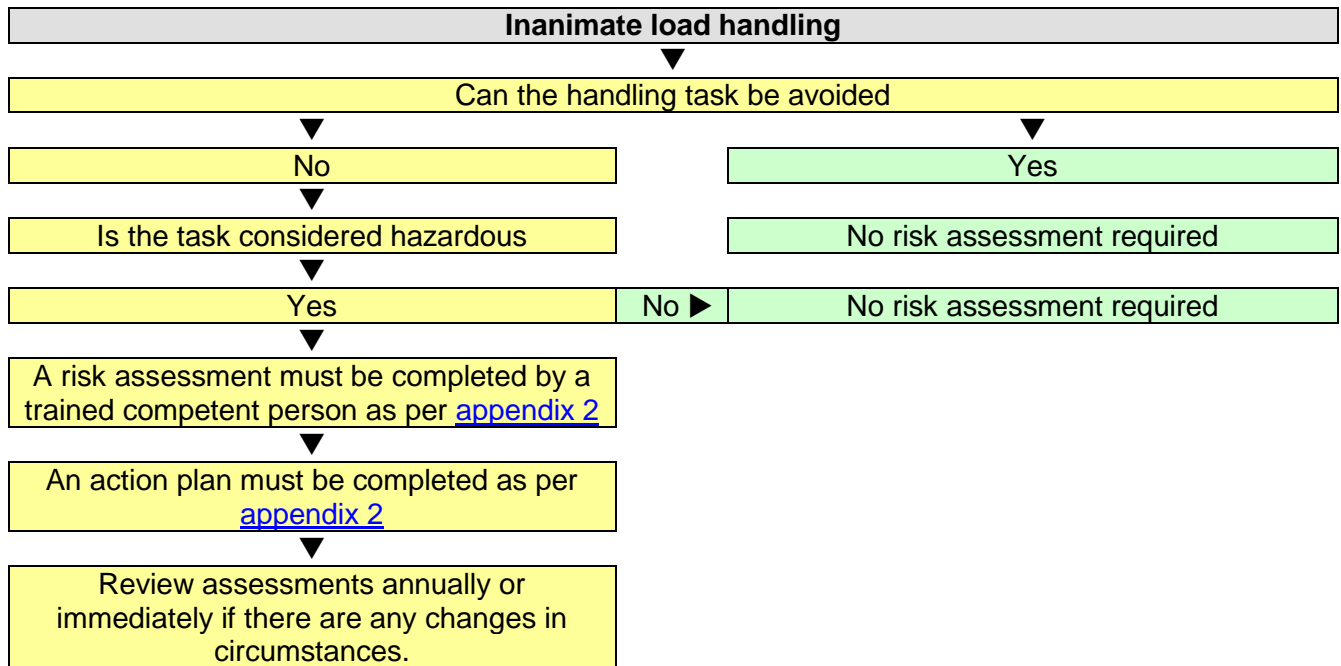 Inanimate load handling
▼
Can the handling task be avoided
▼ ▼
No Yes
▼
Is the task considered hazardous No risk assessment required
▼
Yes No ▶ No risk assessment required
▼
A risk assessment must be completed by a
trained competent person as per appendix 2
▼
An action plan must be completed as per
appendix 2
▼
Review assessments annually or
immediately if there are any changes in
circumstances.